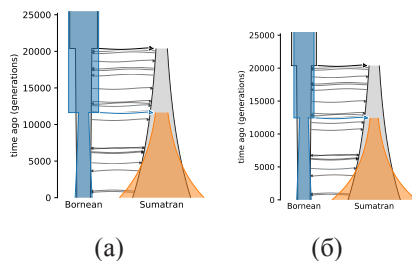 25000
20000
15000
10000
5000
0
time ago (generations)
Bornean Sumatran
(а)
25000
20000
15000
10000
5000
0
time ago (generations)
Bornean Sumatran
(б)